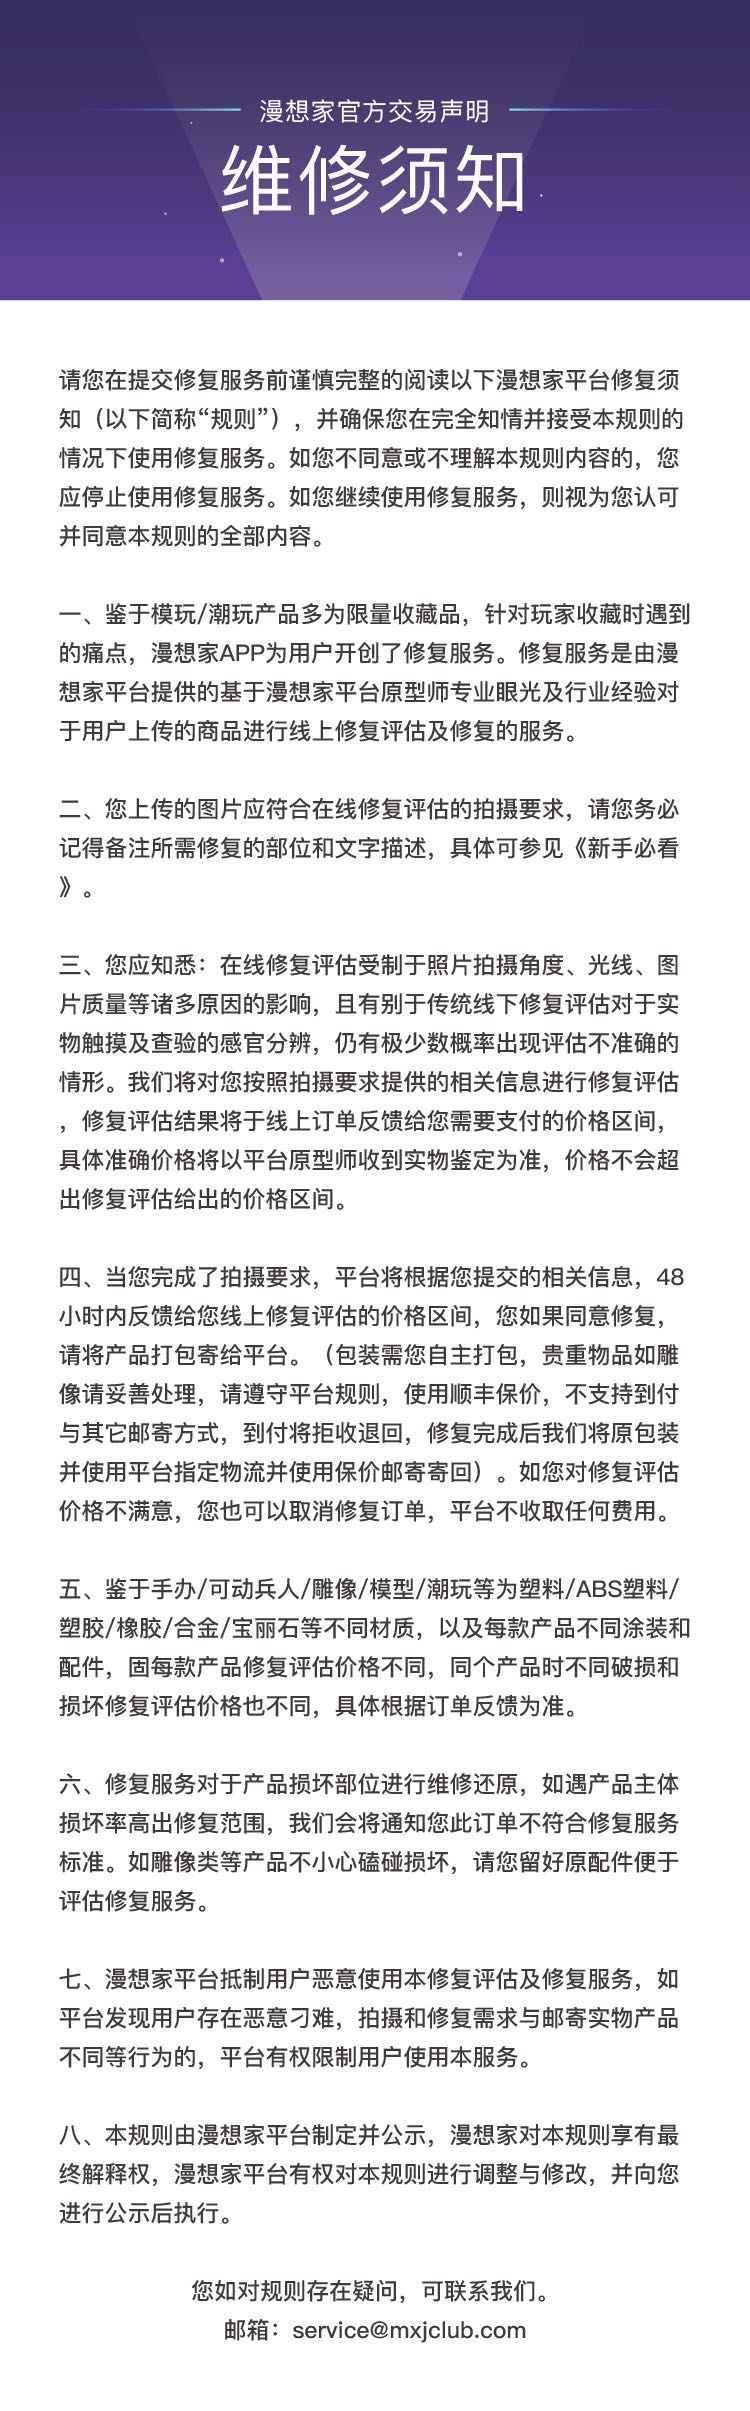 漫想家官方交易声明
维修须知
请您在提交修复服务前谨慎完整的阅读以下漫想家平台修复须
知（以下简称“规则”），并确保您在完全知情并接受本规则的
情况下使用修复服务。如您不同意或不理解本规则内容的，您
应停止使用修复服务。如您继续使用修复服务，则视为您认可
并同意本规则的全部内容。
一、鉴于模玩/潮玩产品多为限量收藏品，针对玩家收藏时遇到
的痛点，漫想家APP为用户开创了修复服务。修复服务是由漫
想家平台提供的基于漫想家平台原型师专业眼光及行业经验对
于用户上传的商品进行线上修复评估及修复的服务。
二、您上传的图片应符合在线修复评估的拍摄要求，请您务必
记得备注所需修复的部位和文字描述，具体可参见《新手必看
》。
三、您应知悉：在线修复评估受制于照片拍摄角度、光线、图
片质量等诸多原因的影响，且有别于传统线下修复评估对于实
物触摸及查验的感官分辨，仍有极少数概率出现评估不准确的
情形。我们将对您按照拍摄要求提供的相关信息进行修复评估
，修复评估结果将于线上订单反馈给您需要支付的价格区间，
具体准确价格将以平台原型师收到实物鉴定为准，价格不会超
出修复评估给出的价格区间。
四、当您完成了拍摄要求，平台将根据您提交的相关信息，48
小时内反馈给您线上修复评估的价格区间，您如果同意修复，
请将产品打包寄给平台。（包装需您自主打包，贵重物品如雕
像请妥善处理，请遵守平台规则，使用顺丰保价，不支持到付
与其它邮寄方式，到付将拒收退回，修复完成后我们将原包装
并使用平台指定物流并使用保价邮寄寄回）。如您对修复评估
价格不满意，您也可以取消修复订单，平台不收取任何费用。
五、鉴于手办/可动兵人/雕像/模型/潮玩等为塑料/ABS塑料/
塑胶/橡胶/合金/宝丽石等不同材质，以及每款产品不同涂装和
配件，固每款产品修复评估价格不同，同个产品时不同破损和
损坏修复评估价格也不同，具体根据订单反馈为准。
六、修复服务对于产品损坏部位进行维修还原，如遇产品主体
损坏率高出修复范围，我们会将通知您此订单不符合修复服务
标准。如雕像类等产品不小心磕碰损坏，请您留好原配件便于
评估修复服务。
七、漫想家平台抵制用户恶意使用本修复评估及修复服务，如
平台发现用户存在恶意刁难，拍摄和修复需求与邮寄实物产品
不同等行为的，平台有权限制用户使用本服务。
八、本规则由漫想家平台制定并公示，漫想家对本规则享有最
终解释权，漫想家平台有权对本规则进行调整与修改，并向您
进行公示后执行。
您如对规则存在疑问，可联系我们。
邮箱：service@mxjclub.com